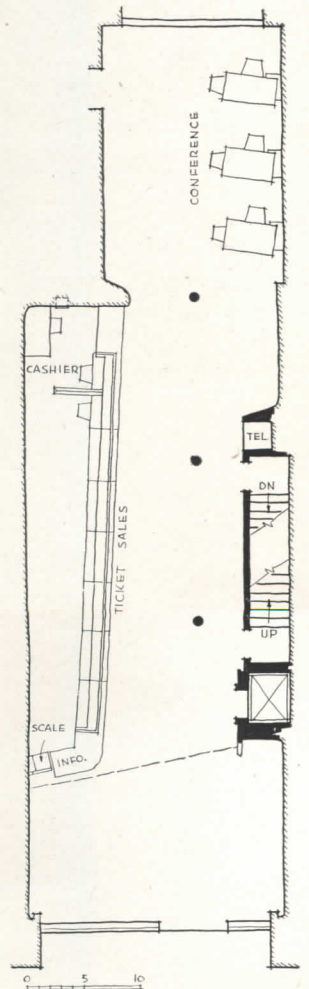 CONFERENCE
CASHIER
TEL
DN
TICKET SALES
UP
SCALE
INFO.
0 5 10